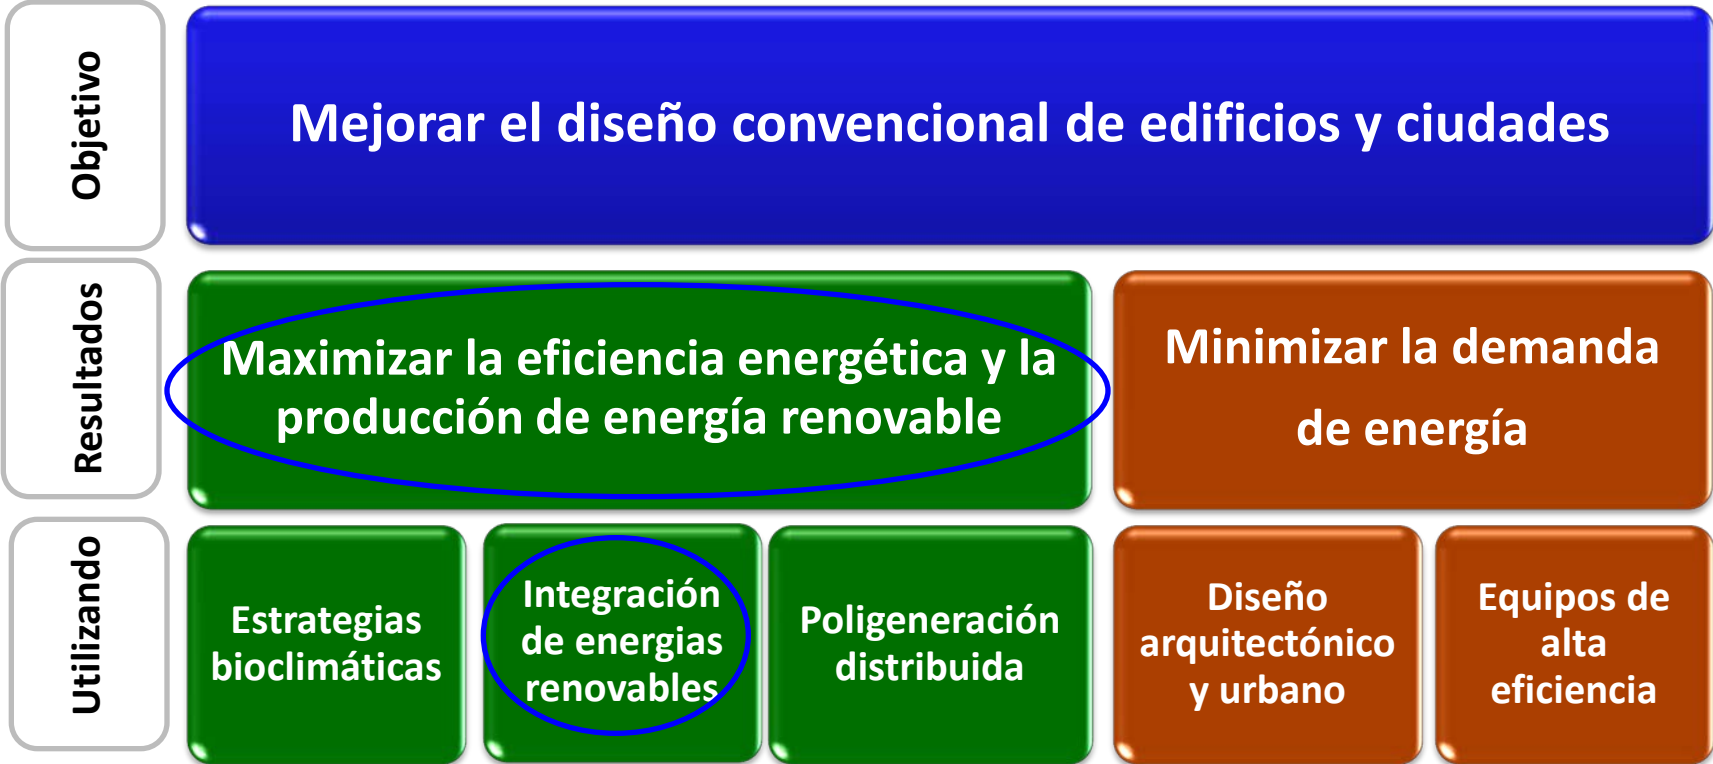 Objetivo
Mejorar el diseño convencional de edificios y ciudades
Resultados
Maximizar la eficiencia energética y la
producción de energía renovable
Minimizar la demanda
de energía
Utilizando
Estrategias
bioclimáticas
Integración
de energias
renovables
Poligeneración
distribuida
Diseño
arquitectónico
y urbano
Equipos de
alta
eficiencia